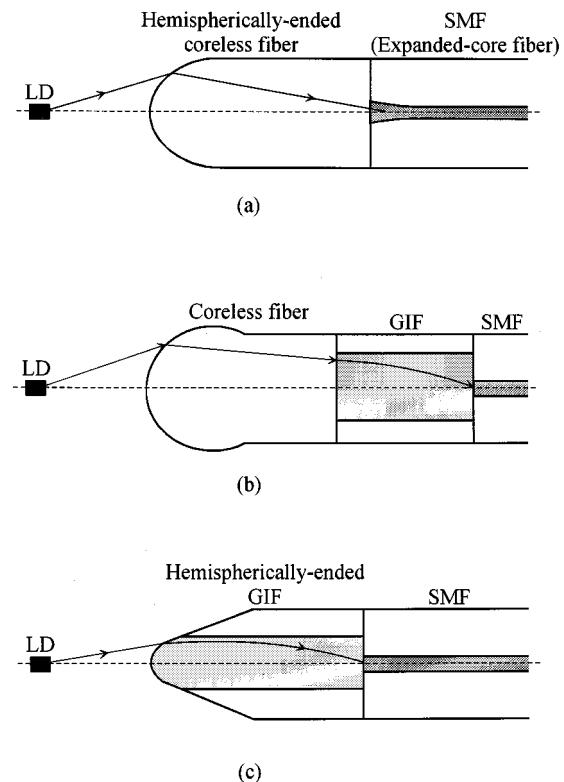 Hemispherically-ended SMF
coreless fiber (Expanded-core fiber)
LD
(a)
Coreless fiber GIF SMF
LD
(b)
Hemispherically-ended
GIF SMF
LD
(c)